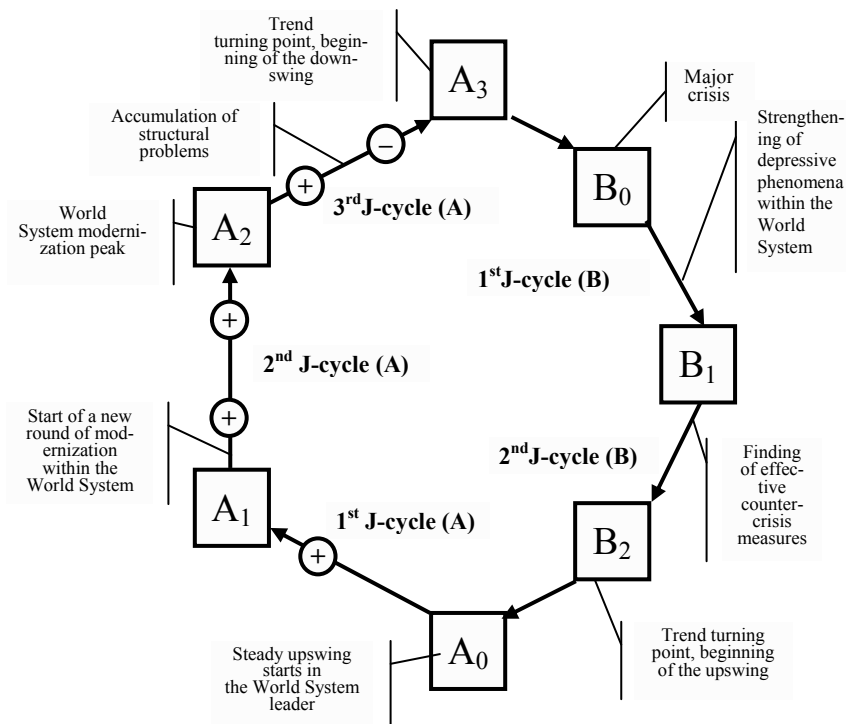 Trend
turning point, begin-
ning of the down-
swing
A3
Major
crisis
Accumulation of
structural
problems
−
+
Strengthen-
ing of
depressive
phenomena
within the
World
System
B0
3rd J-cycle (A)
World
System moderni-
zation peak
A2
1st J-cycle (B)
+
2nd J-cycle (A)
B1
+
Start of a new
round of mod-
ernization
within the
World System
2nd J-cycle (B)
Finding
of effec-
tive
counter-
crisis
measures
A1
1st J-cycle (A)
+
B2
Trend turning
point, beginning
of the upswing
Steady upswing
starts in
the World System
leader
A0